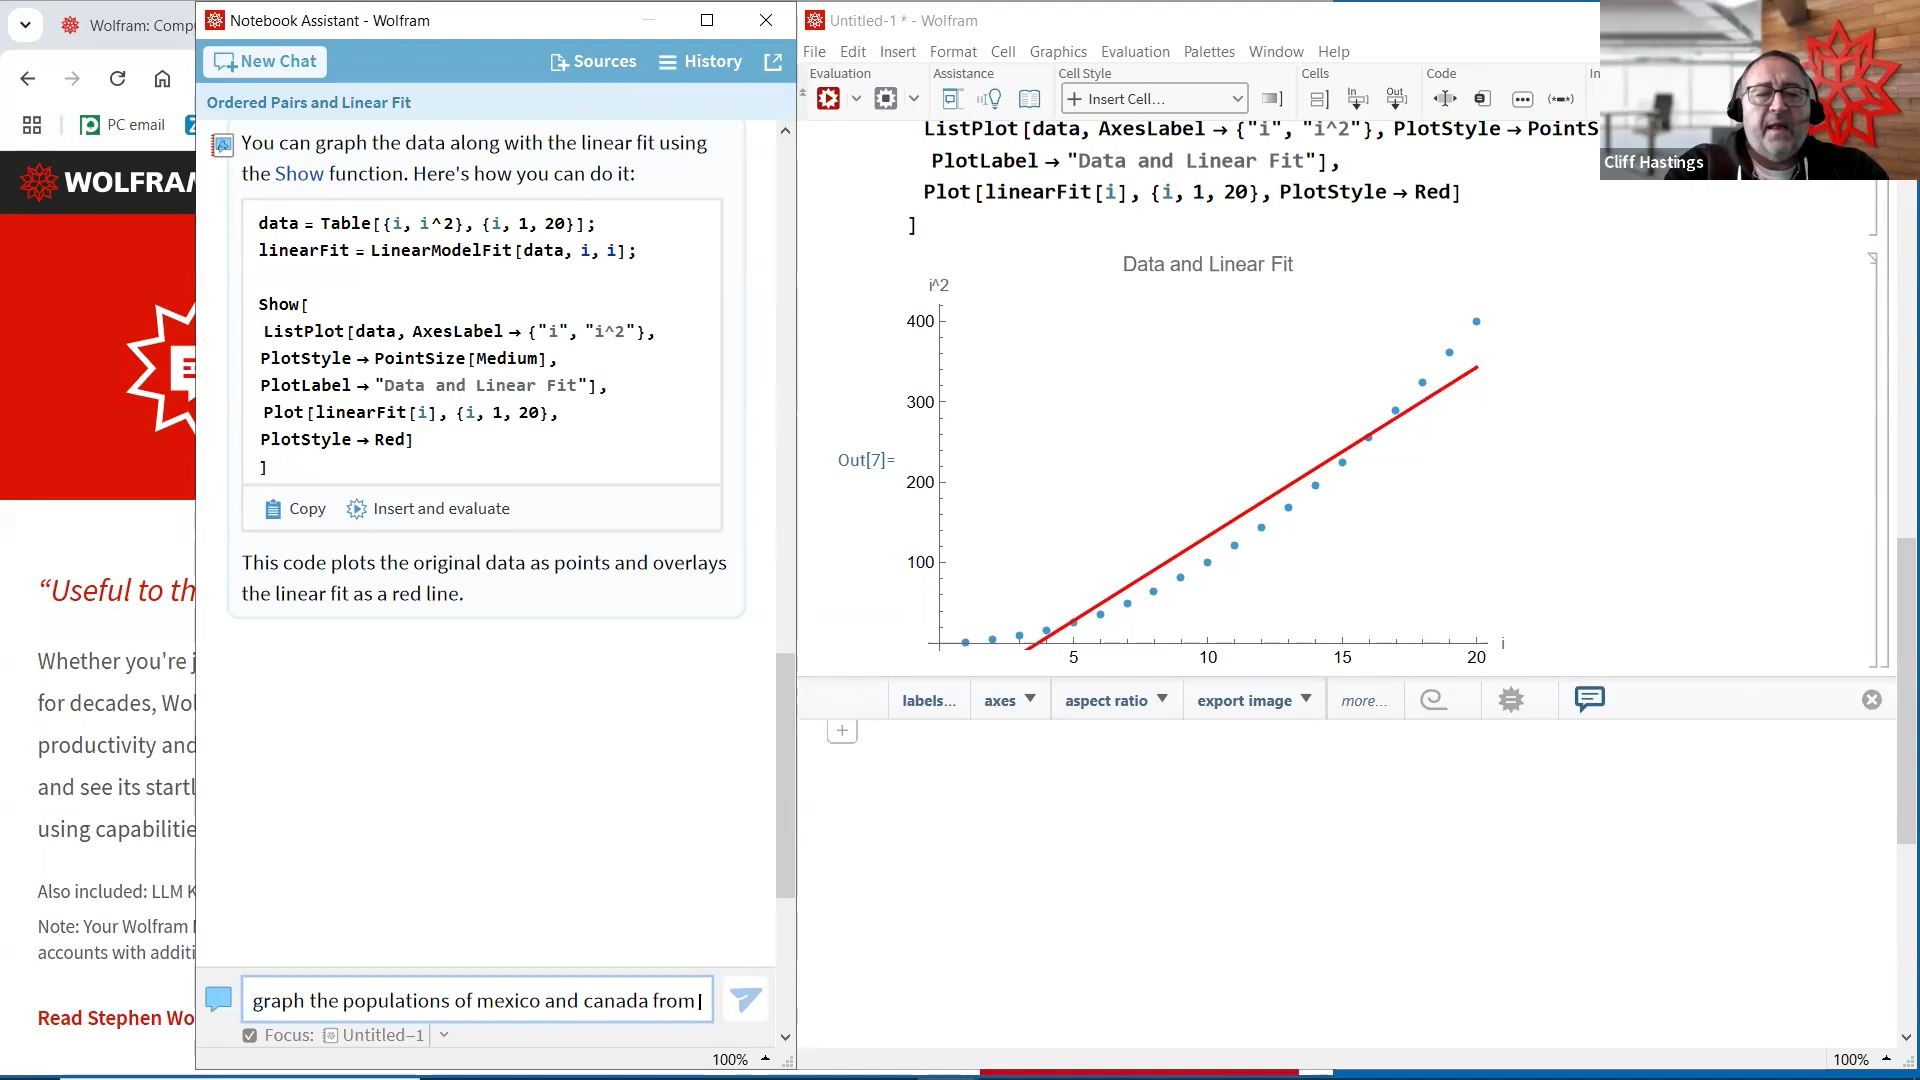 Wolfram: Compu
PC email
WOLFRAM
“Useful to th
Whether you're j
for decades, Wol
productivity and
and see its startl
using capabilitie
Also included: LLM K
Note: Your Wolfram
accounts with additi
Read Stephen Wo
Notebook Assistant - Wolfram
New Chat
Sources
History
Ordered Pairs and Linear Fit
You can graph the data along with the linear fit using
the Show function. Here's how you can do it:
data = Table[{i, i^2}, {i, 1, 20}];
linearFit = LinearModelFit[data, i, i];
Show[
ListPlot[data, AxesLabel → {"i", "i^2"},
PlotStyle → PointSize[Medium],
PlotLabel → "Data and Linear Fit"],
Plot[linearFit[i], {i, 1, 20},
PlotStyle → Red]
]
Copy
Insert and evaluate
This code plots the original data as points and overlays
the linear fit as a red line.
graph the populations of mexico and canada from
Focus: Untitled-1
100%
Untitled-1 * - Wolfram
File Edit Insert Format Cell Graphics Evaluation Palettes Window Help
Evaluation Assistance Cell Style Cells Code In
Insert Cell...
In
Out
ListPlot[data, AxesLabel → {"i", "i^2"}, PlotStyle → PointS
PlotLabel → "Data and Linear Fit"],
Plot[linearFit[i], {i, 1, 20}, PlotStyle → Red]
]
Data and Linear Fit
i^2
400
300
200
100
Out[7]=
5 10 15 20
i
labels... axes aspect ratio export image more...
100%
Cliff Hastings